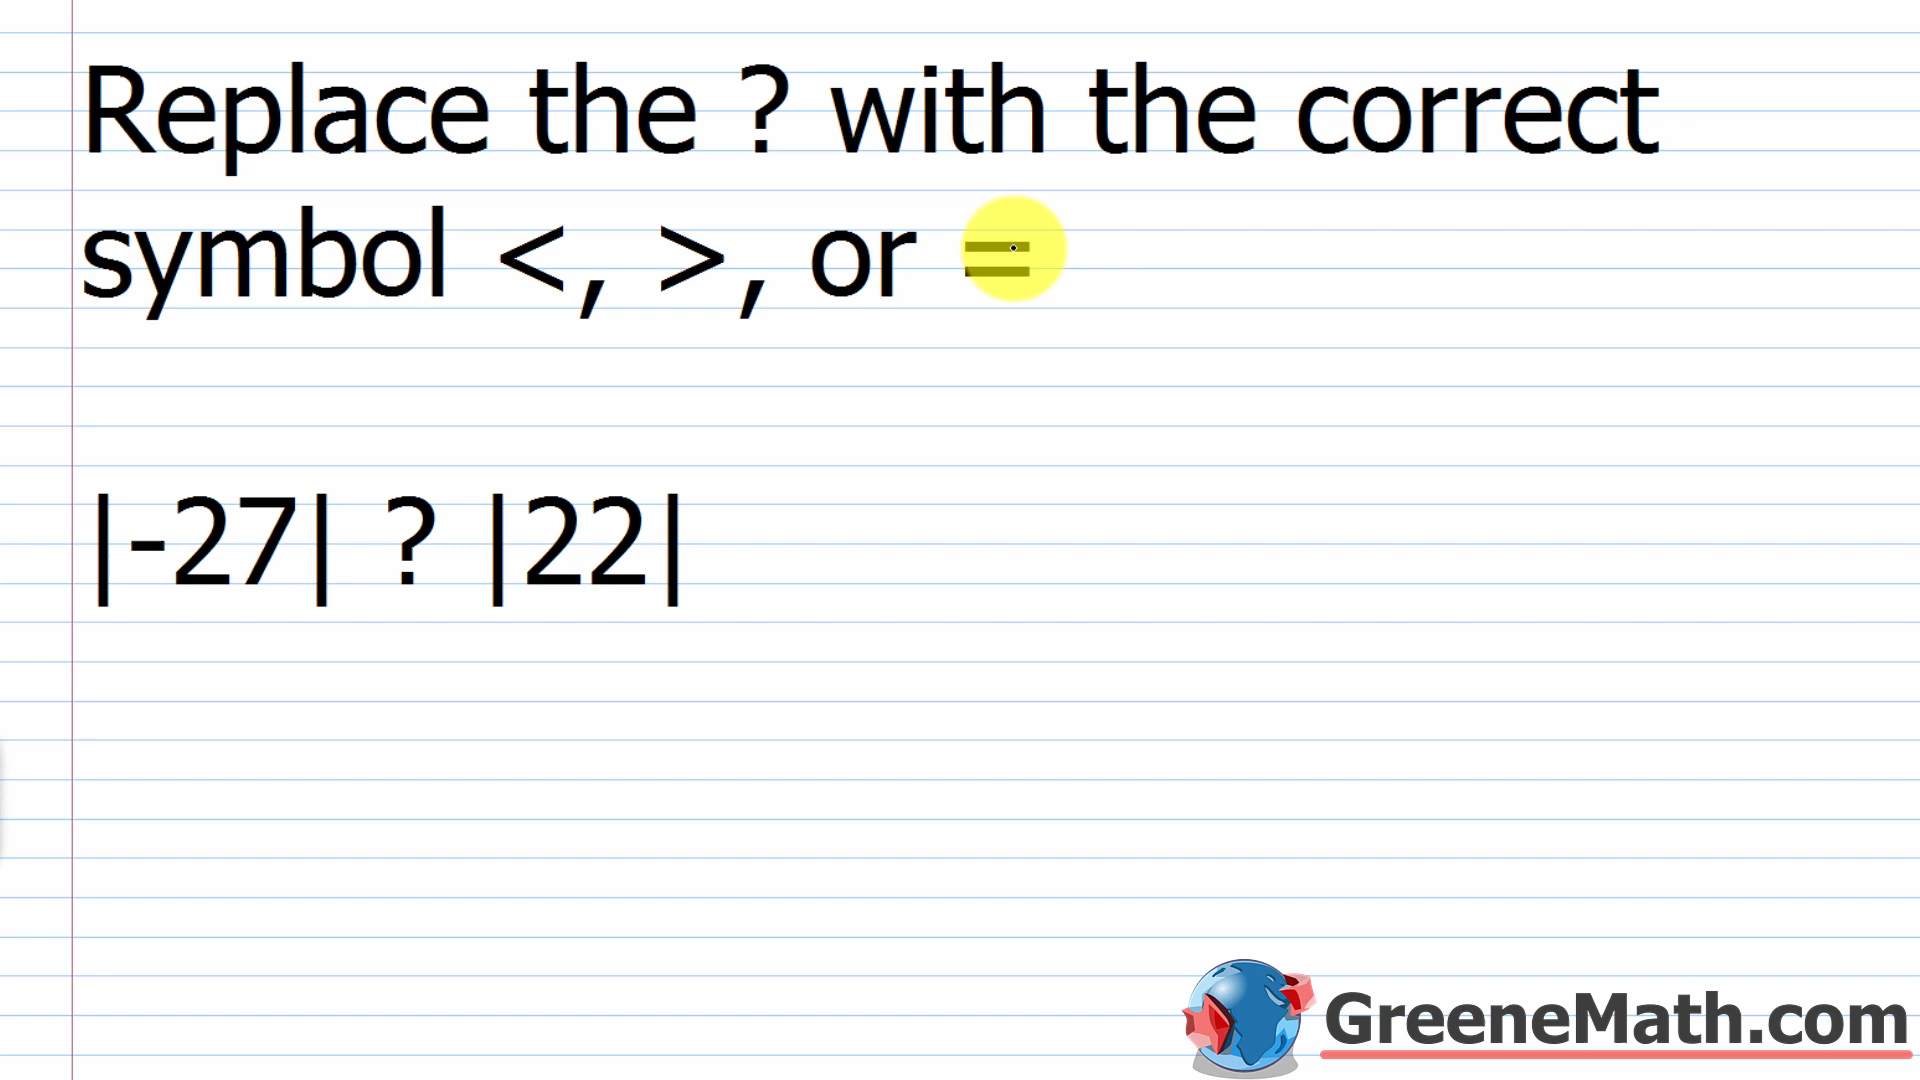 Replace the ? with the correct
symbol <, >, or =
|-27| ? |22|
GreeneMath.com